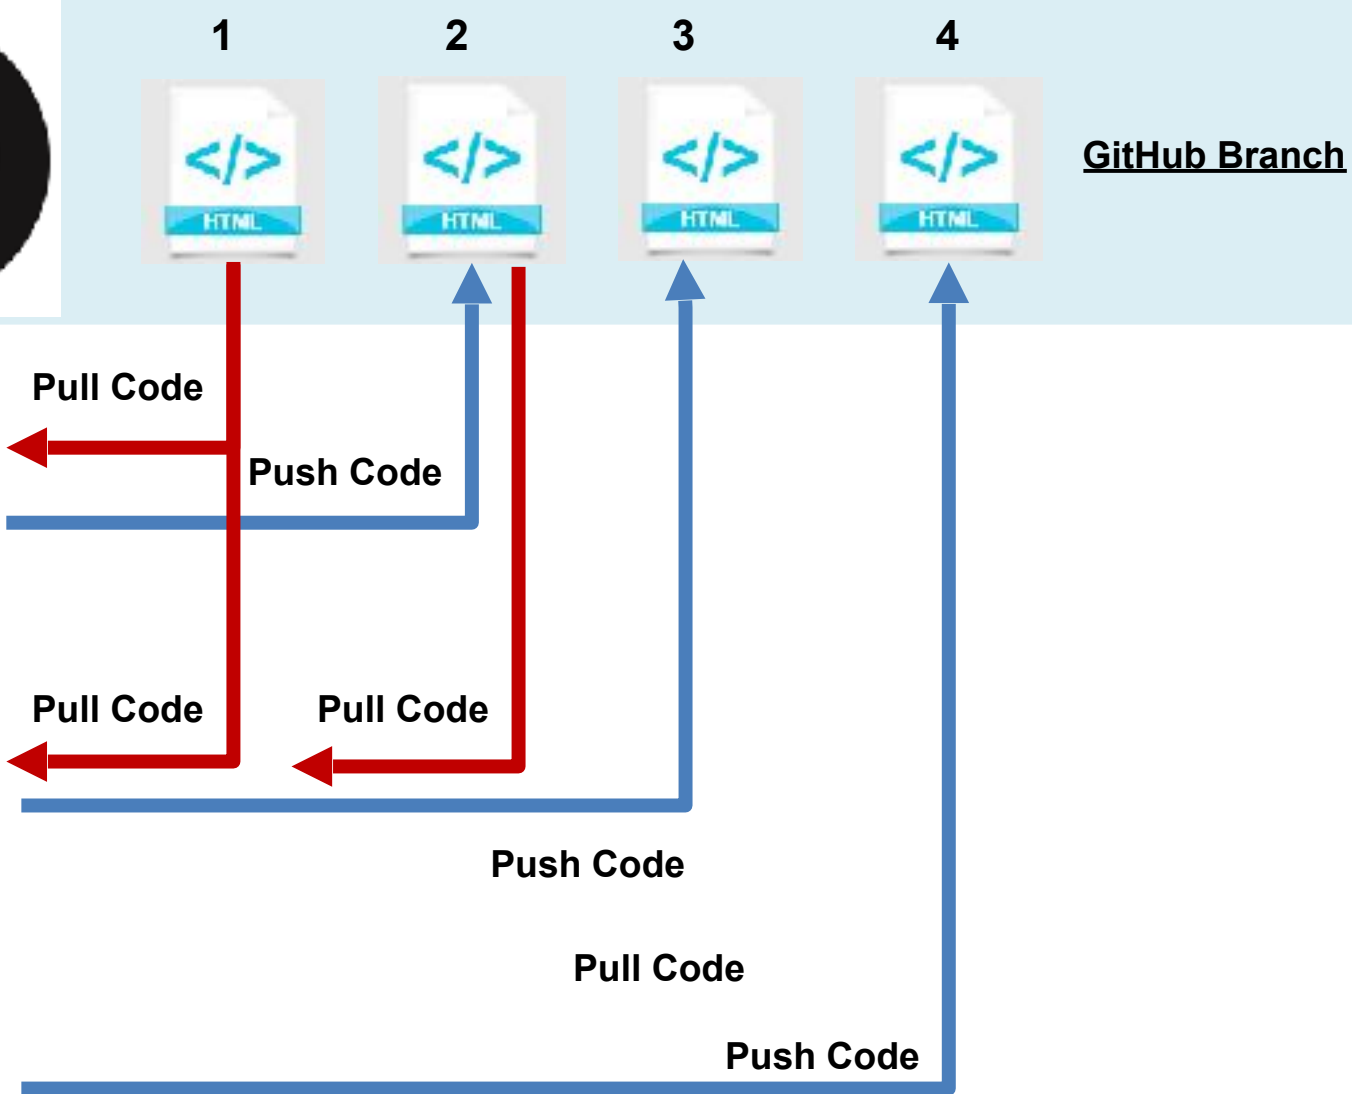 1 2 3 4
</> </> </> </>
HTML HTML HTML HTML
GitHub Branch
Pull Code
Push Code
Pull Code Pull Code
Push Code
Pull Code
Push Code